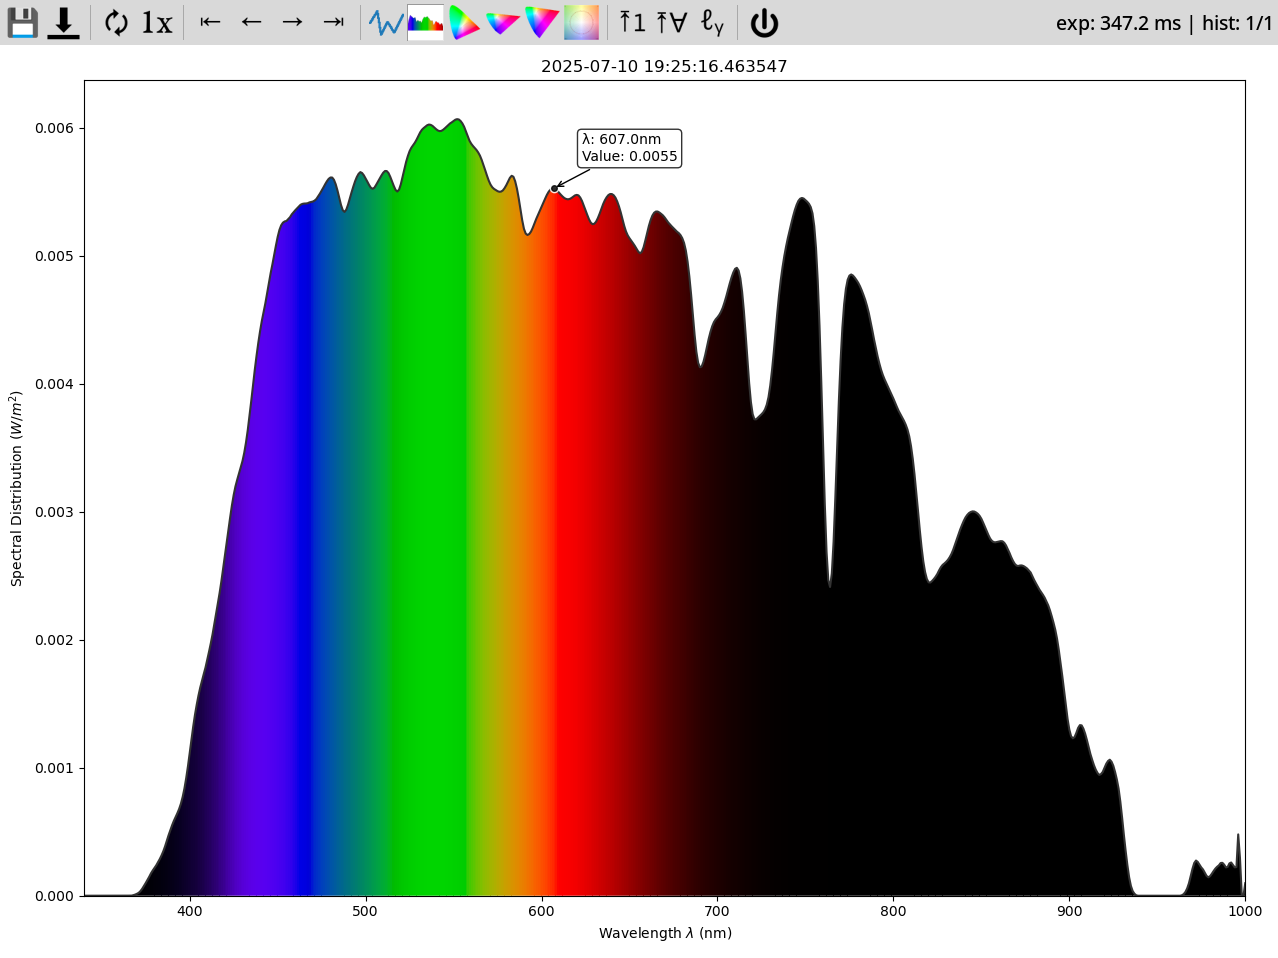 1x ⇤ ← → ⇥ ⤒1 ⤒∀ ℓy exp: 347.2 ms | hist: 1/1
2025-07-10 19:25:16.463547
λ: 607.0nm
Value: 0.0055
Spectral Distribution (W/m²)
0.006
0.005
0.004
0.003
0.002
0.001
0.000
400 500 600 700 800 900 1000
Wavelength λ (nm)